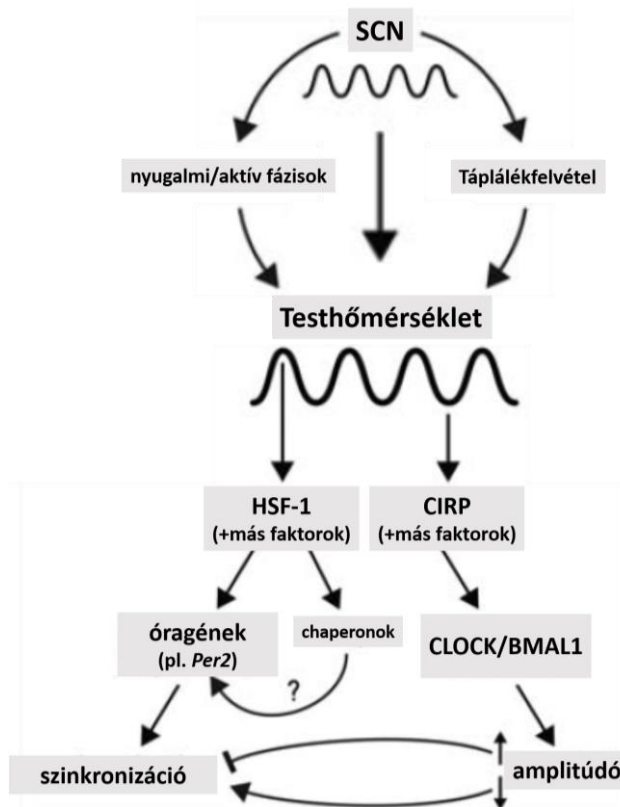 SCN
nyugalmi/aktív fázisok
Táplálékfelvétel
Testhőmérséklet
HSF-1
(+más faktorok)
CIRP
(+más faktorok)
óragének
(pl. Per2)
chaperonok
CLOCK/BMAL1
?
szinkronizáció
amplitúdó